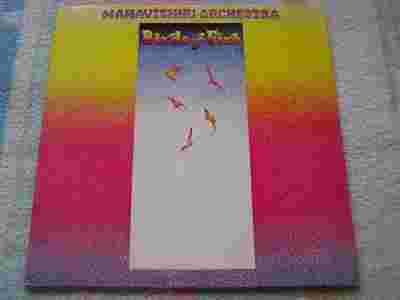 MAHAVISHNU ORCHESTRA
Birds of Fire